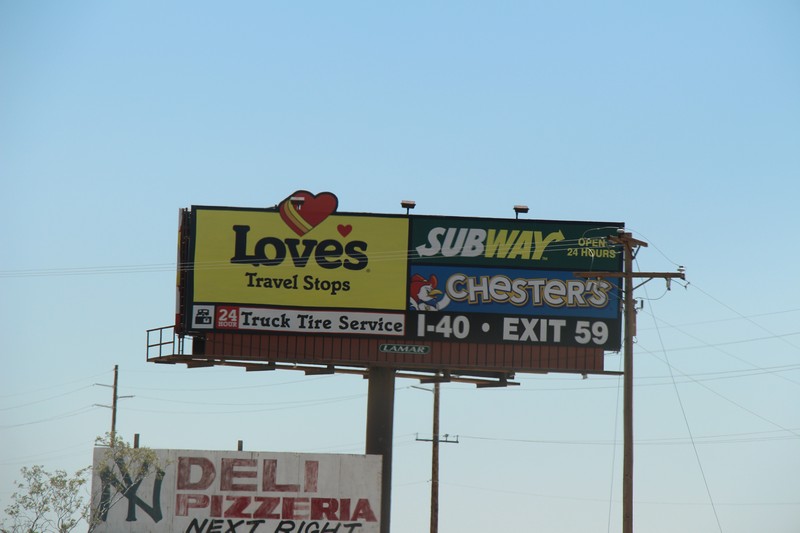 Love's
Travel Stops
24 HOUR
Truck Tire Service
SUBWAY
OPEN
24 HOURS
CHESTER'S
I-40 • EXIT 59
LAMAR
NY
DELI
PIZZERIA
NEXT RIGHT